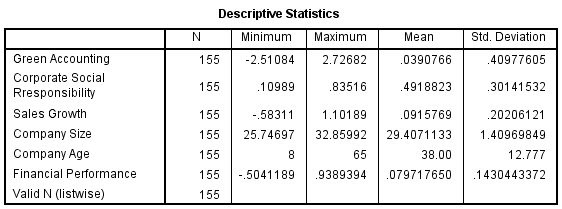 Descriptive Statistics
N Minimum Maximum Mean Std. Deviation
Green Accounting 155 -2.51084 2.72682 .0390766 .40977605
Corporate Social
Rresponsibility 155 .10989 .83516 .4918823 .30141532
Sales Growth 155 -.58311 1.10189 .0915769 .20206121
Company Size 155 25.74697 32.85992 29.4071133 1.40969849
Company Age 155 8 65 38.00 12.777
Financial Performance 155 -.5041189 .9389394 .079717650 .1430443372
Valid N (listwise) 155